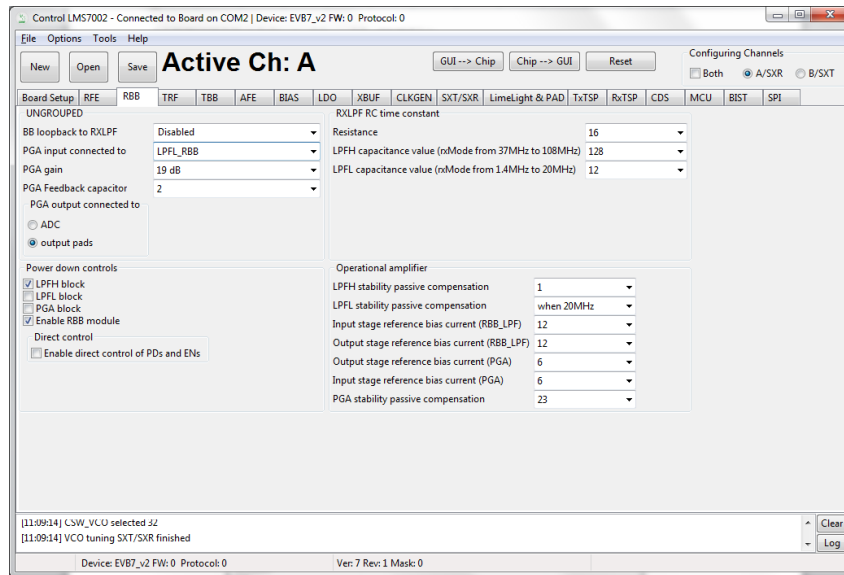 Control LMS7002 - Connected to Board on COM2 | Device: EVB7_v2 FW: 0 Protocol: 0
File Options Tools Help
New Open Save Active Ch: A GUI --> Chip Chip --> GUI Reset Configuring Channels
Both A/SXR B/SXT
Board Setup RFE RBB TRF TBB AFE BIAS LDO XBUF CLKGEN SXT/SXR LimeLight & PAD TxTSP RxTSP CDS MCU BIST SPI
UNGROUPED
BB loopback to RXLPF Disabled
PGA input connected to LPFL_RBB
PGA gain 19 dB
PGA Feedback capacitor 2
PGA output connected to
ADC
output pads
RXLPF RC time constant
Resistance 16
LPFH capacitance value (rxMode from 37MHz to 108MHz) 128
LPFL capacitance value (rxMode from 1.4MHz to 20MHz) 12
Power down controls
LPFH block
LPFL block
PGA block
Enable RBB module
Direct control
Enable direct control of PDs and ENs
Operational amplifier
LPFH stability passive compensation 1
LPFL stability passive compensation when 20MHz
Input stage reference bias current (RBB_LPF) 12
Output stage reference bias current (RBB_LPF) 12
Output stage reference bias current (PGA) 6
Input stage reference bias current (PGA) 6
PGA stability passive compensation 23
[11:09:14] CSW_VCO selected 32
[11:09:14] VCO tuning SXT/SXR finished
Clear
Log
Device: EVB7_v2 FW: 0 Protocol: 0 Ver: 7 Rev: 1 Mask: 0